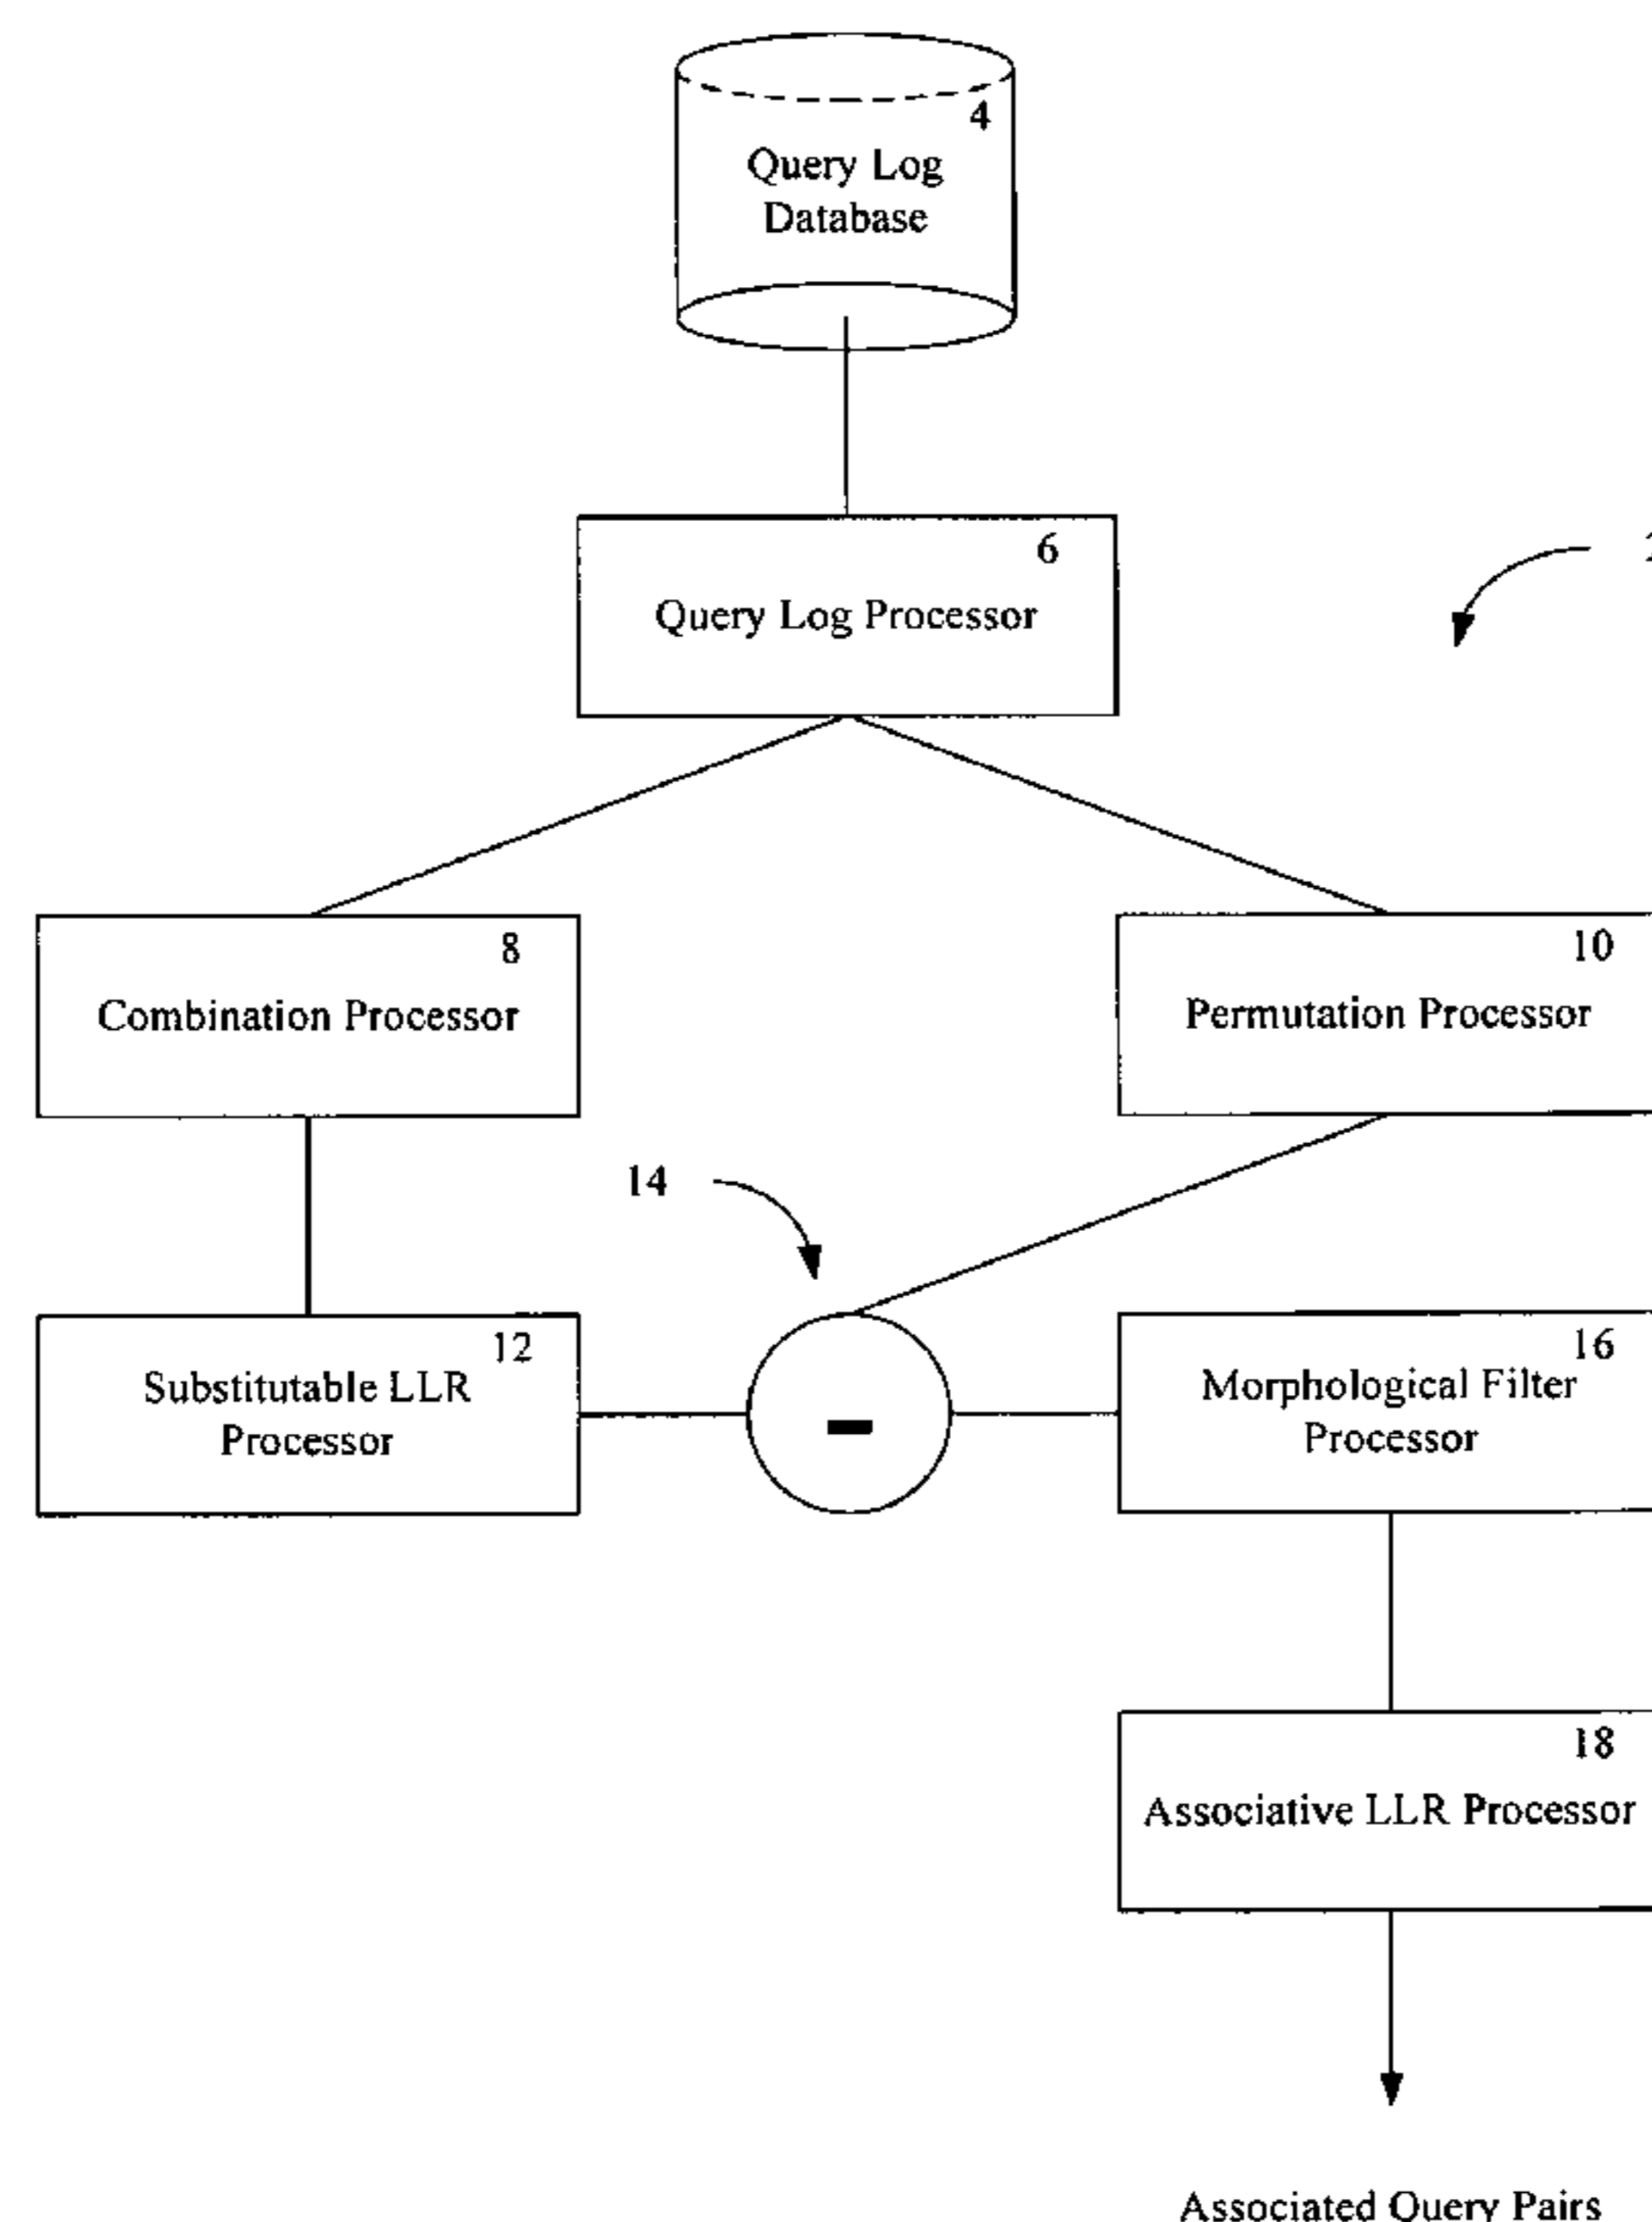 4
Query Log
Database
6
Query Log Processor
8
Combination Processor
10
Permutation Processor
14
12
Substitutable LLR
Processor
-
16
Morphological Filter
Processor
18
Associative LLR Processor
Associated Query Pairs